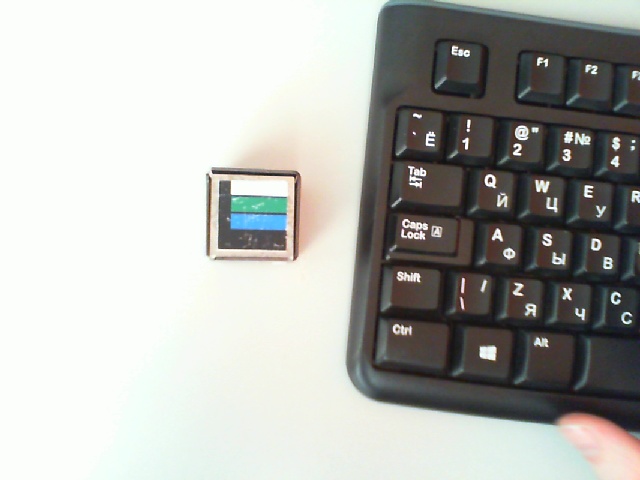 Esc F1 F2
~ ` Ё ! 1 @ " 2 # № 3 $ ; 4
Tab Q Й W Ц E У R
Caps Lock A A Ф S Ы D В
Shift | / \ Z Я X Ч C С
Ctrl Alt